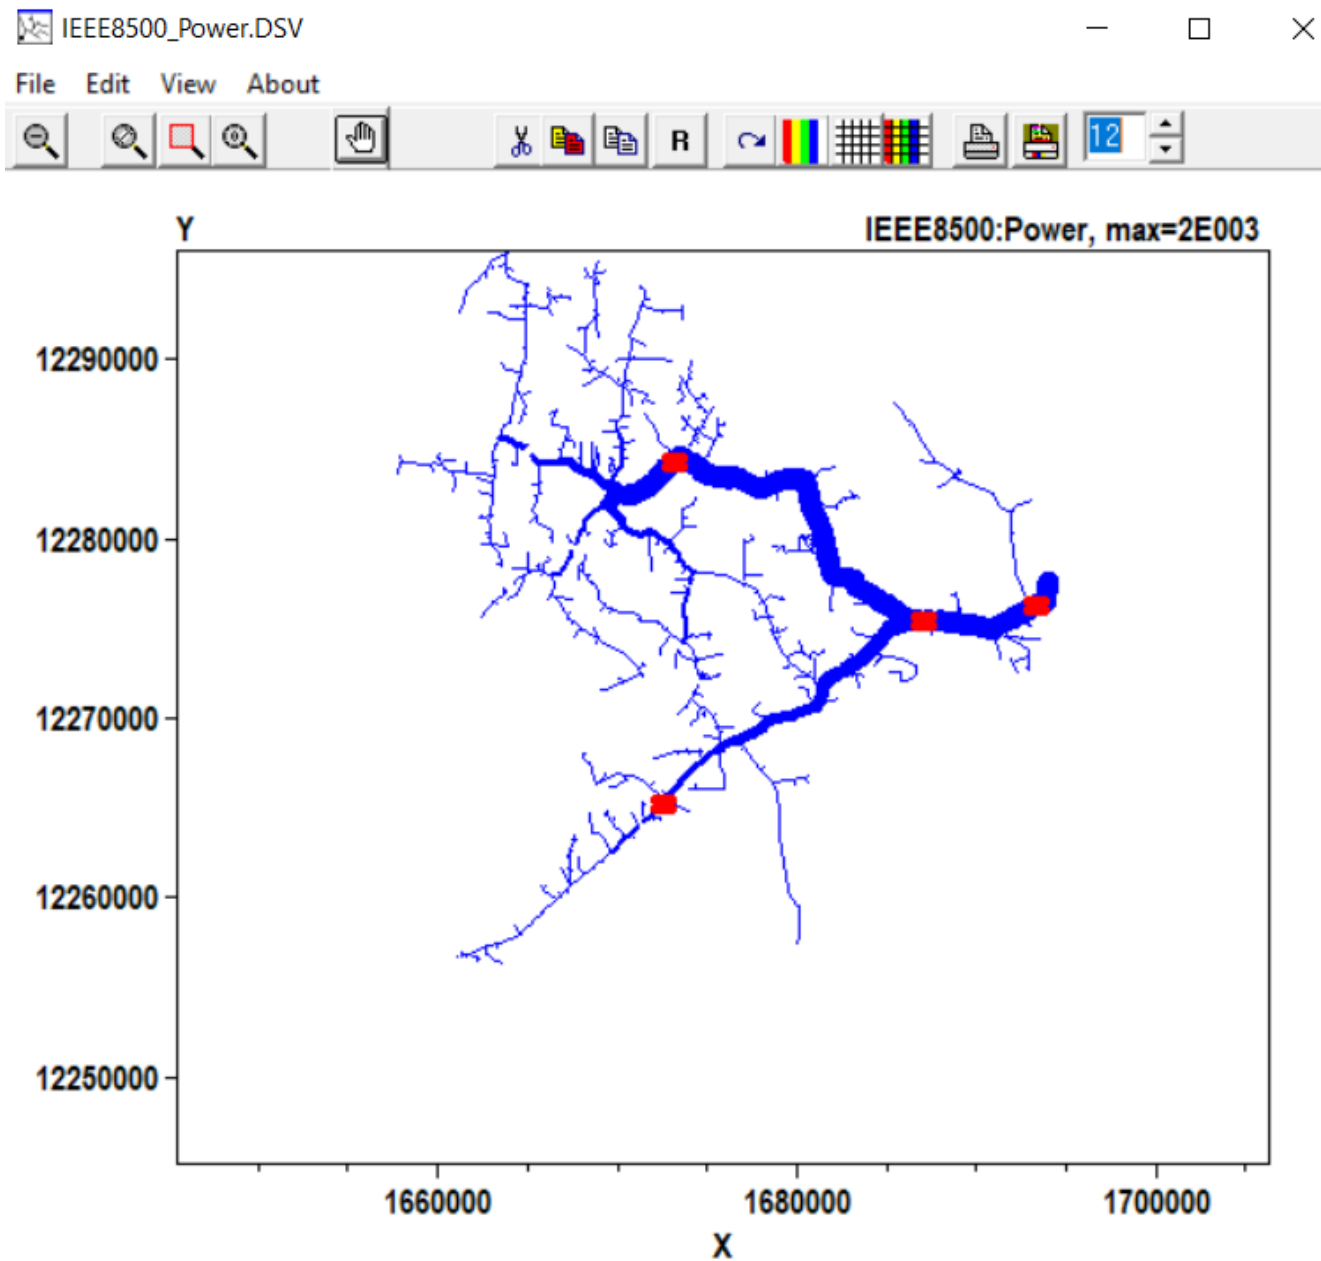 IEEE8500_Power.DSV
File Edit View About
R 12
Y IEEE8500:Power, max=2E003
12290000
12280000
12270000
12260000
12250000
1660000 1680000 1700000
X